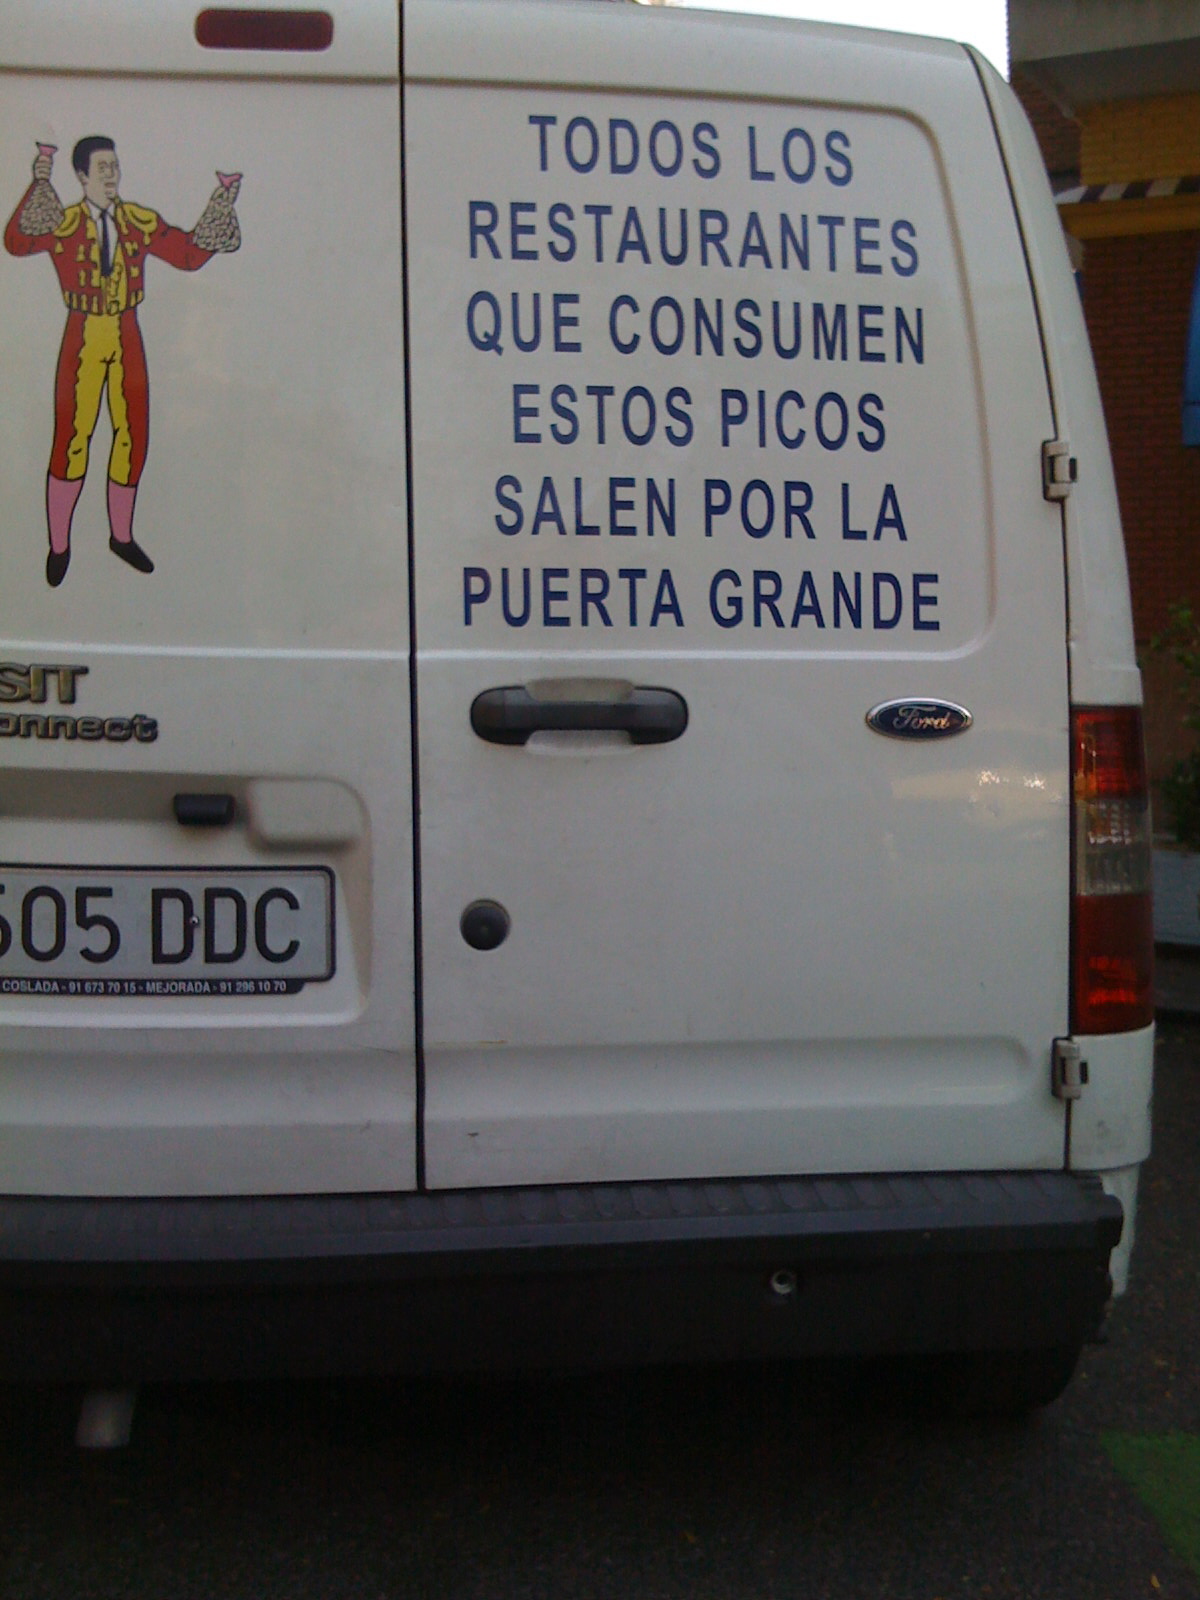 TODOS LOS
RESTAURANTES
QUE CONSUMEN
ESTOS PICOS
SALEN POR LA
PUERTA GRANDE
SIT
onnect
Ford
505 DDC
COSLADA - 91 673 70 15 - MEJORADA - 91 296 10 70